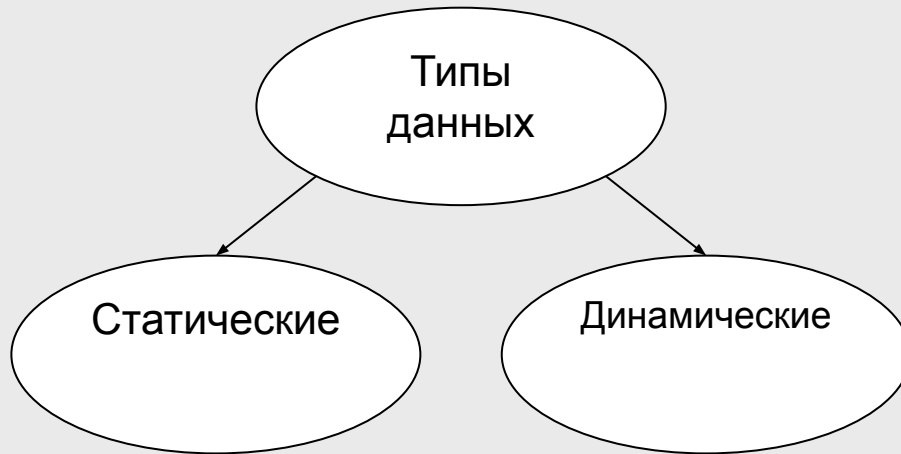 Типы
данных
Статические
Динамические